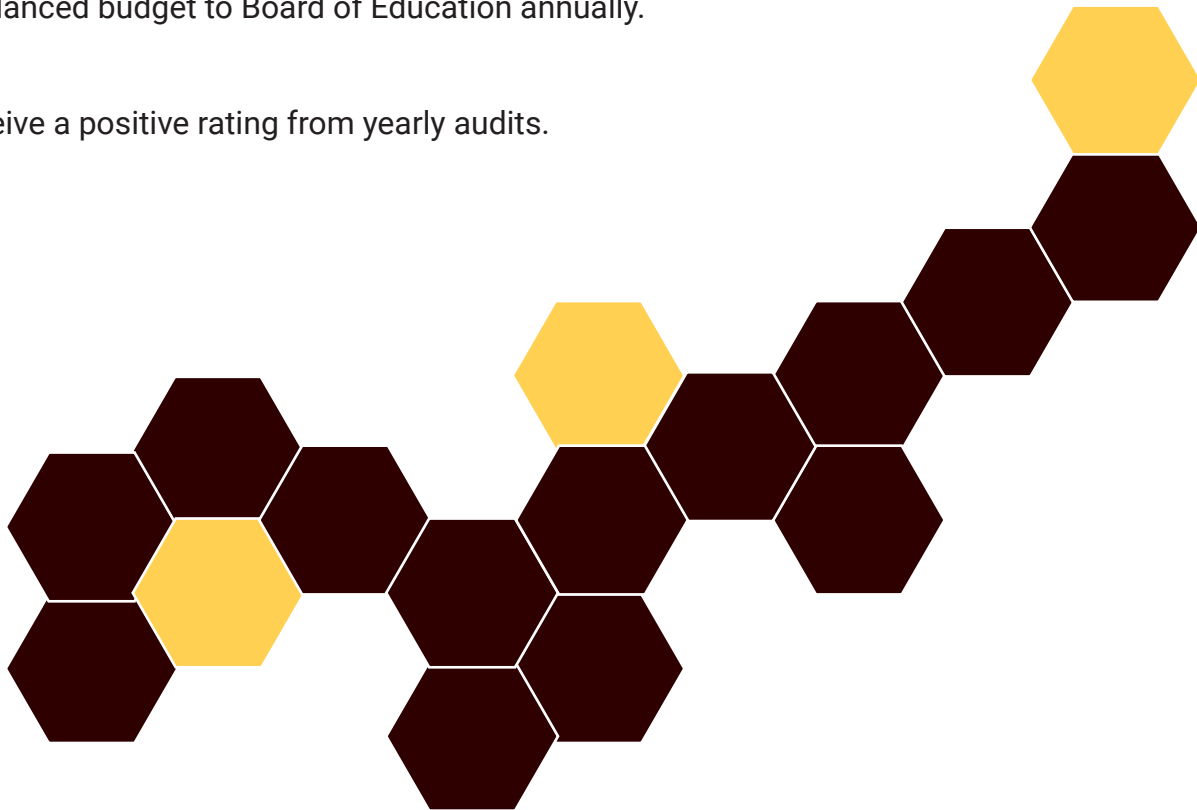 lanced budget to Board of Education annually.
eive a positive rating from yearly audits.